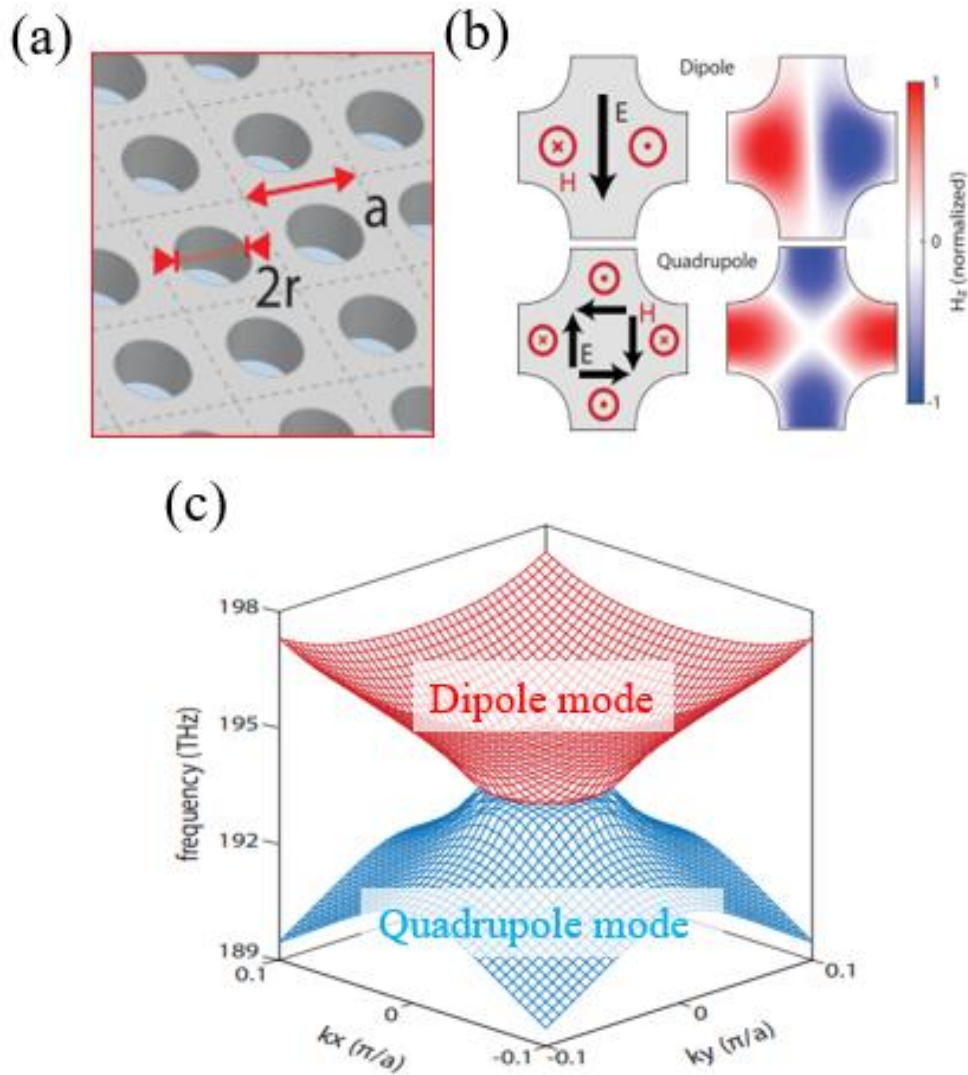 (a)
a
2r
(b)
Dipole
E
H
Quadrupole
H
E
1
0
-1
H_z (normalized)
(c)
198
195
192
189
frequency (THz)
Dipole mode
Quadrupole mode
0.1
0
-0.1
kx (π/a)
-0.1
0
0.1
ky (π/a)